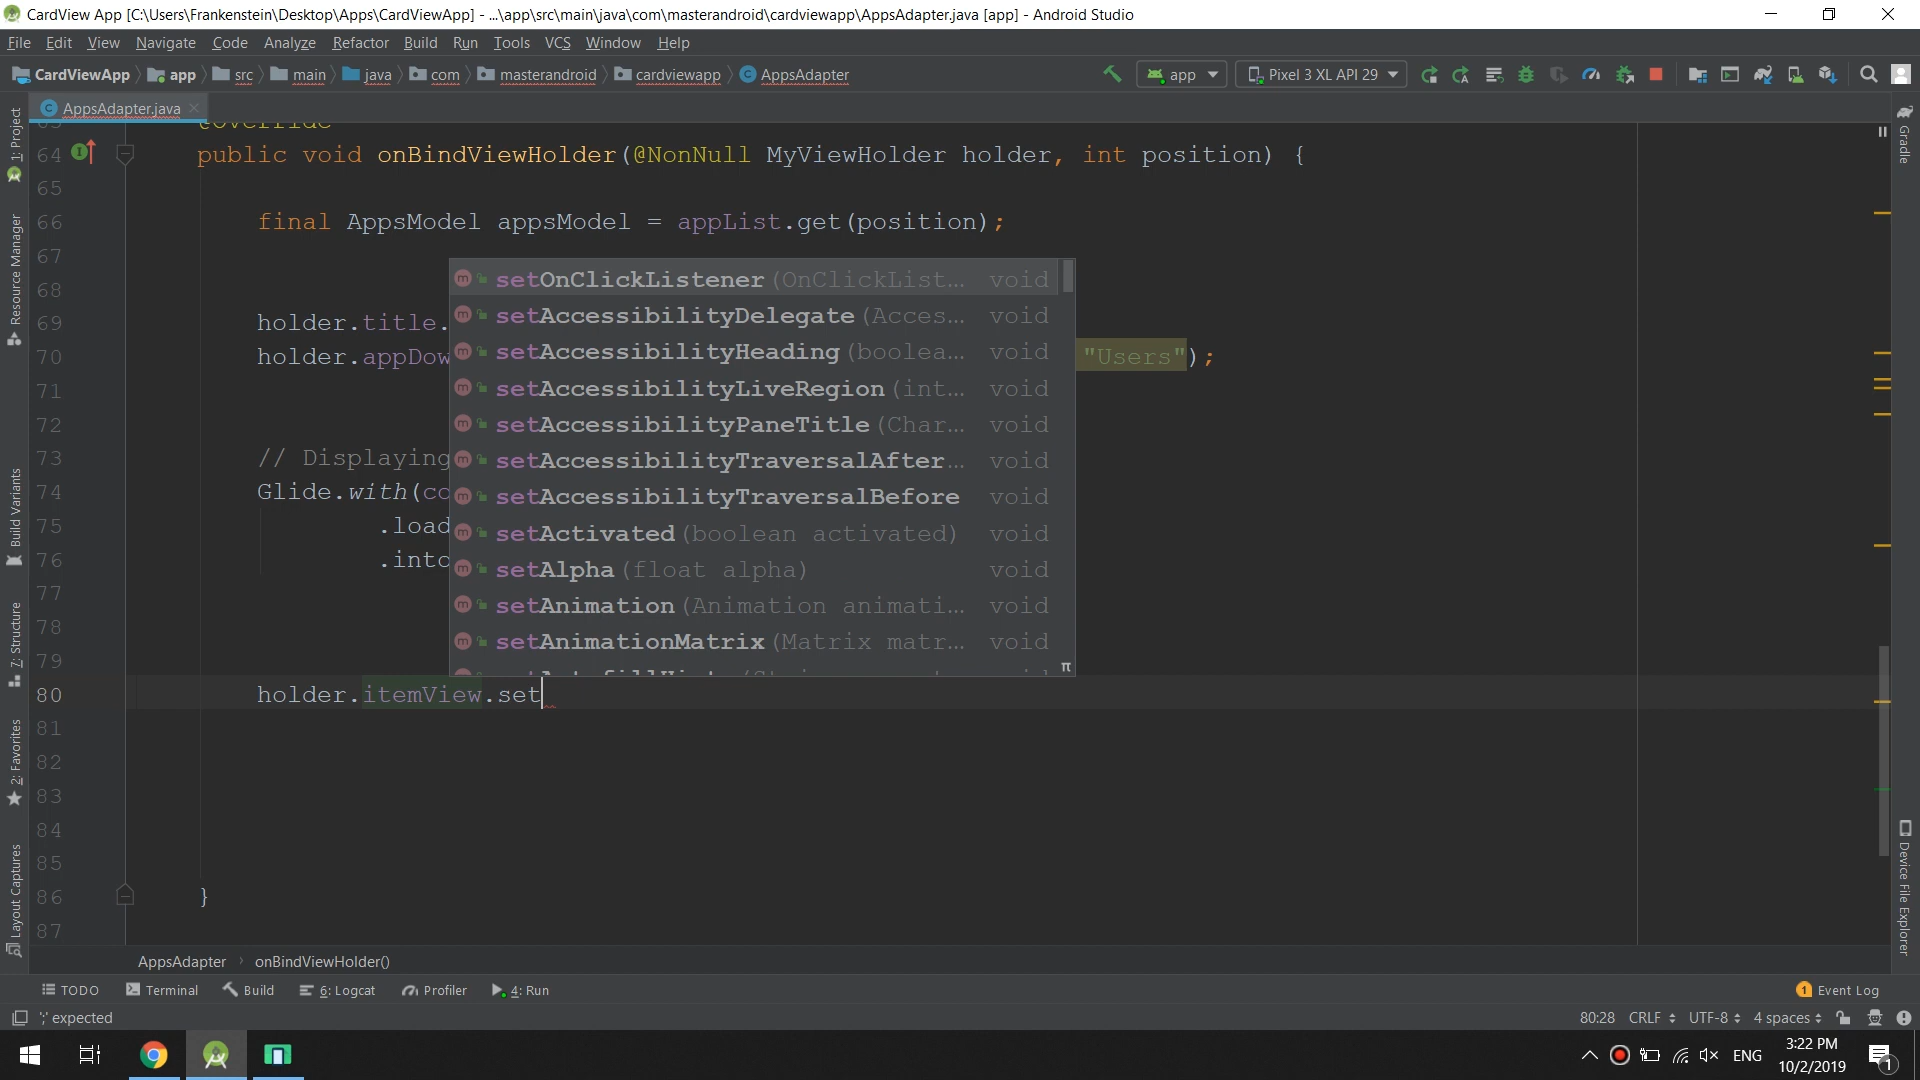 CardView App [C:\Users\Frankenstein\Desktop\Apps\CardViewApp] - ...\app\src\main\java\com\masterandroid\cardviewapp\AppsAdapter.java [app] - Android Studio
File Edit View Navigate Code Analyze Refactor Build Run Tools VCS Window Help
CardViewApp app src main java com masterandroid cardviewapp AppsAdapter app Pixel 3 XL API 29
AppsAdapter.java
1: Project
Resource Manager
Build Variants
7: Structure
2: Favorites
Layout Captures
Gradle
Device File Explorer
63 @Override
64 public void onBindViewHolder(@NonNull MyViewHolder holder, int position) {
65
66 final AppsModel appsModel = appList.get(position);
67
68
69 holder.title.
70 holder.appDow "Users");
71
72
73 // Displaying
74 Glide.with(co
75 .load
76 .into
77
78
79
80 holder.itemView.set
81
82
83
84
85
86 }
87
setOnClickListener(OnClickList... void
setAccessibilityDelegate(Acces... void
setAccessibilityHeading(boolea... void
setAccessibilityLiveRegion(int... void
setAccessibilityPaneTitle(Char... void
setAccessibilityTraversalAfter... void
setAccessibilityTraversalBefore void
setActivated(boolean activated) void
setAlpha(float alpha) void
setAnimation(Animation animati... void
setAnimationMatrix(Matrix matr... void
π
AppsAdapter onBindViewHolder()
TODO Terminal Build 6: Logcat Profiler 4: Run 1 Event Log
';' expected 80:28 CRLF UTF-8 4 spaces
ENG 3:22 PM
10/2/2019 1